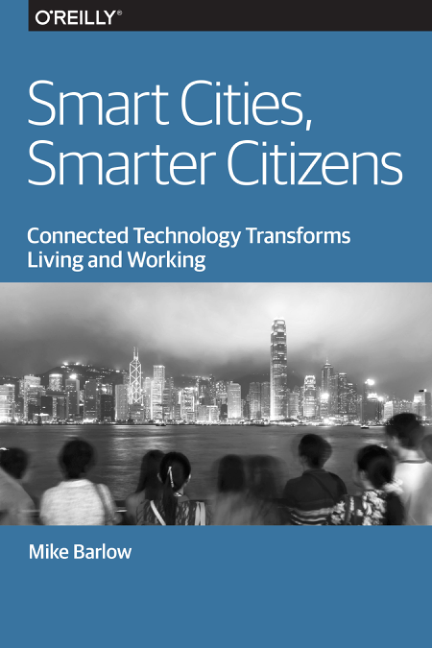 O'REILLY®
Smart Cities,
Smarter Citizens
Connected Technology Transforms
Living and Working
Mike Barlow